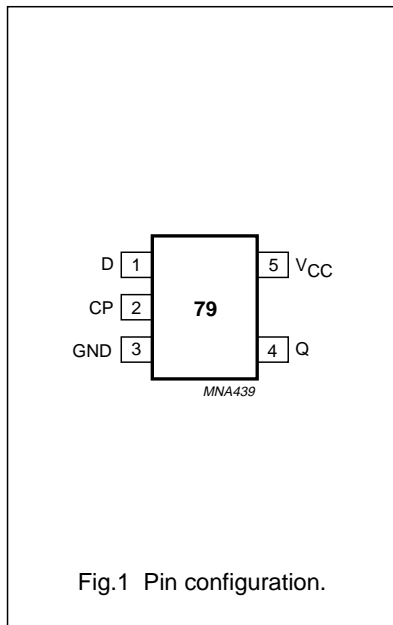 D 1 5 VCC
CP 2 79
GND 3 4 Q
MNA439
Fig.1 Pin configuration.